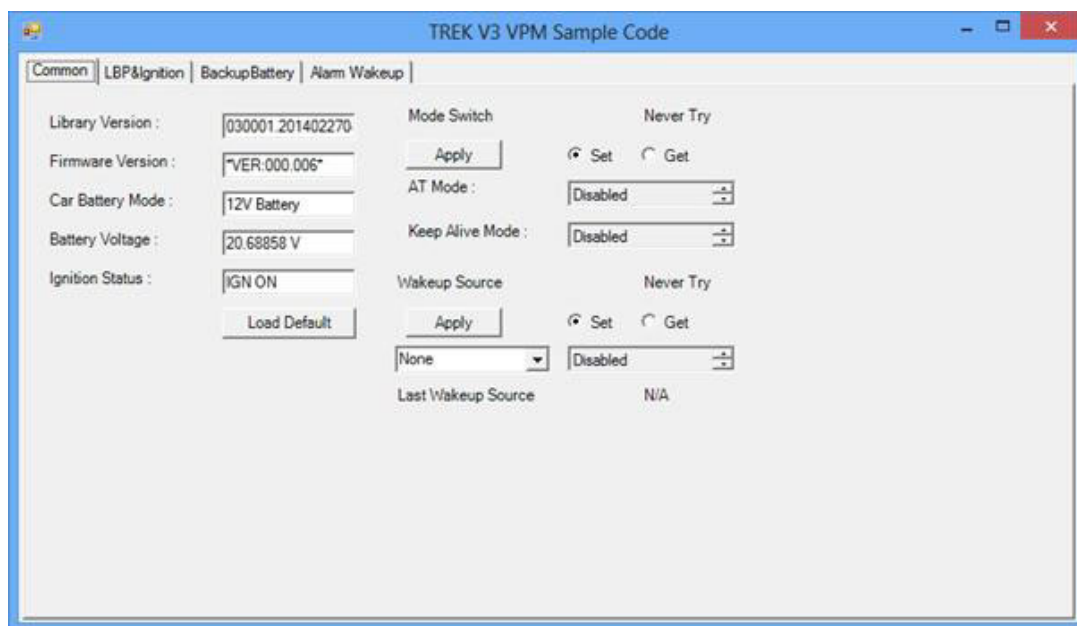 TREK V3 VPM Sample Code
Common LBP&Ignition BackupBattery Alarm Wakeup
Library Version : 030001.201402270
Firmware Version : "VER:000.006"
Car Battery Mode : 12V Battery
Battery Voltage : 20.68858 V
Ignition Status : IGN ON
Load Default
Mode Switch Never Try
Apply Set Get
AT Mode : Disabled
Keep Alive Mode : Disabled
Wakeup Source Never Try
Apply Set Get
None Disabled
Last Wakeup Source N/A